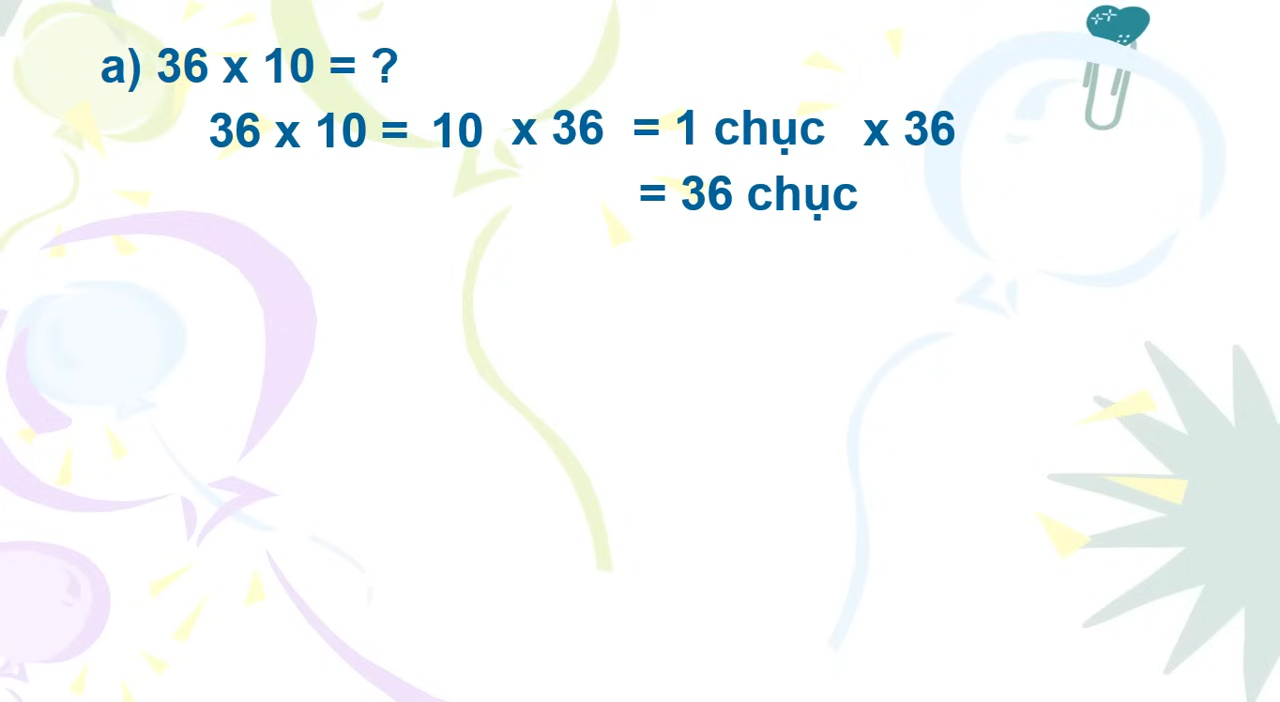 a) 36 x 10 = ?
36 x 10 = 10 x 36 = 1 chục x 36
= 36 chục